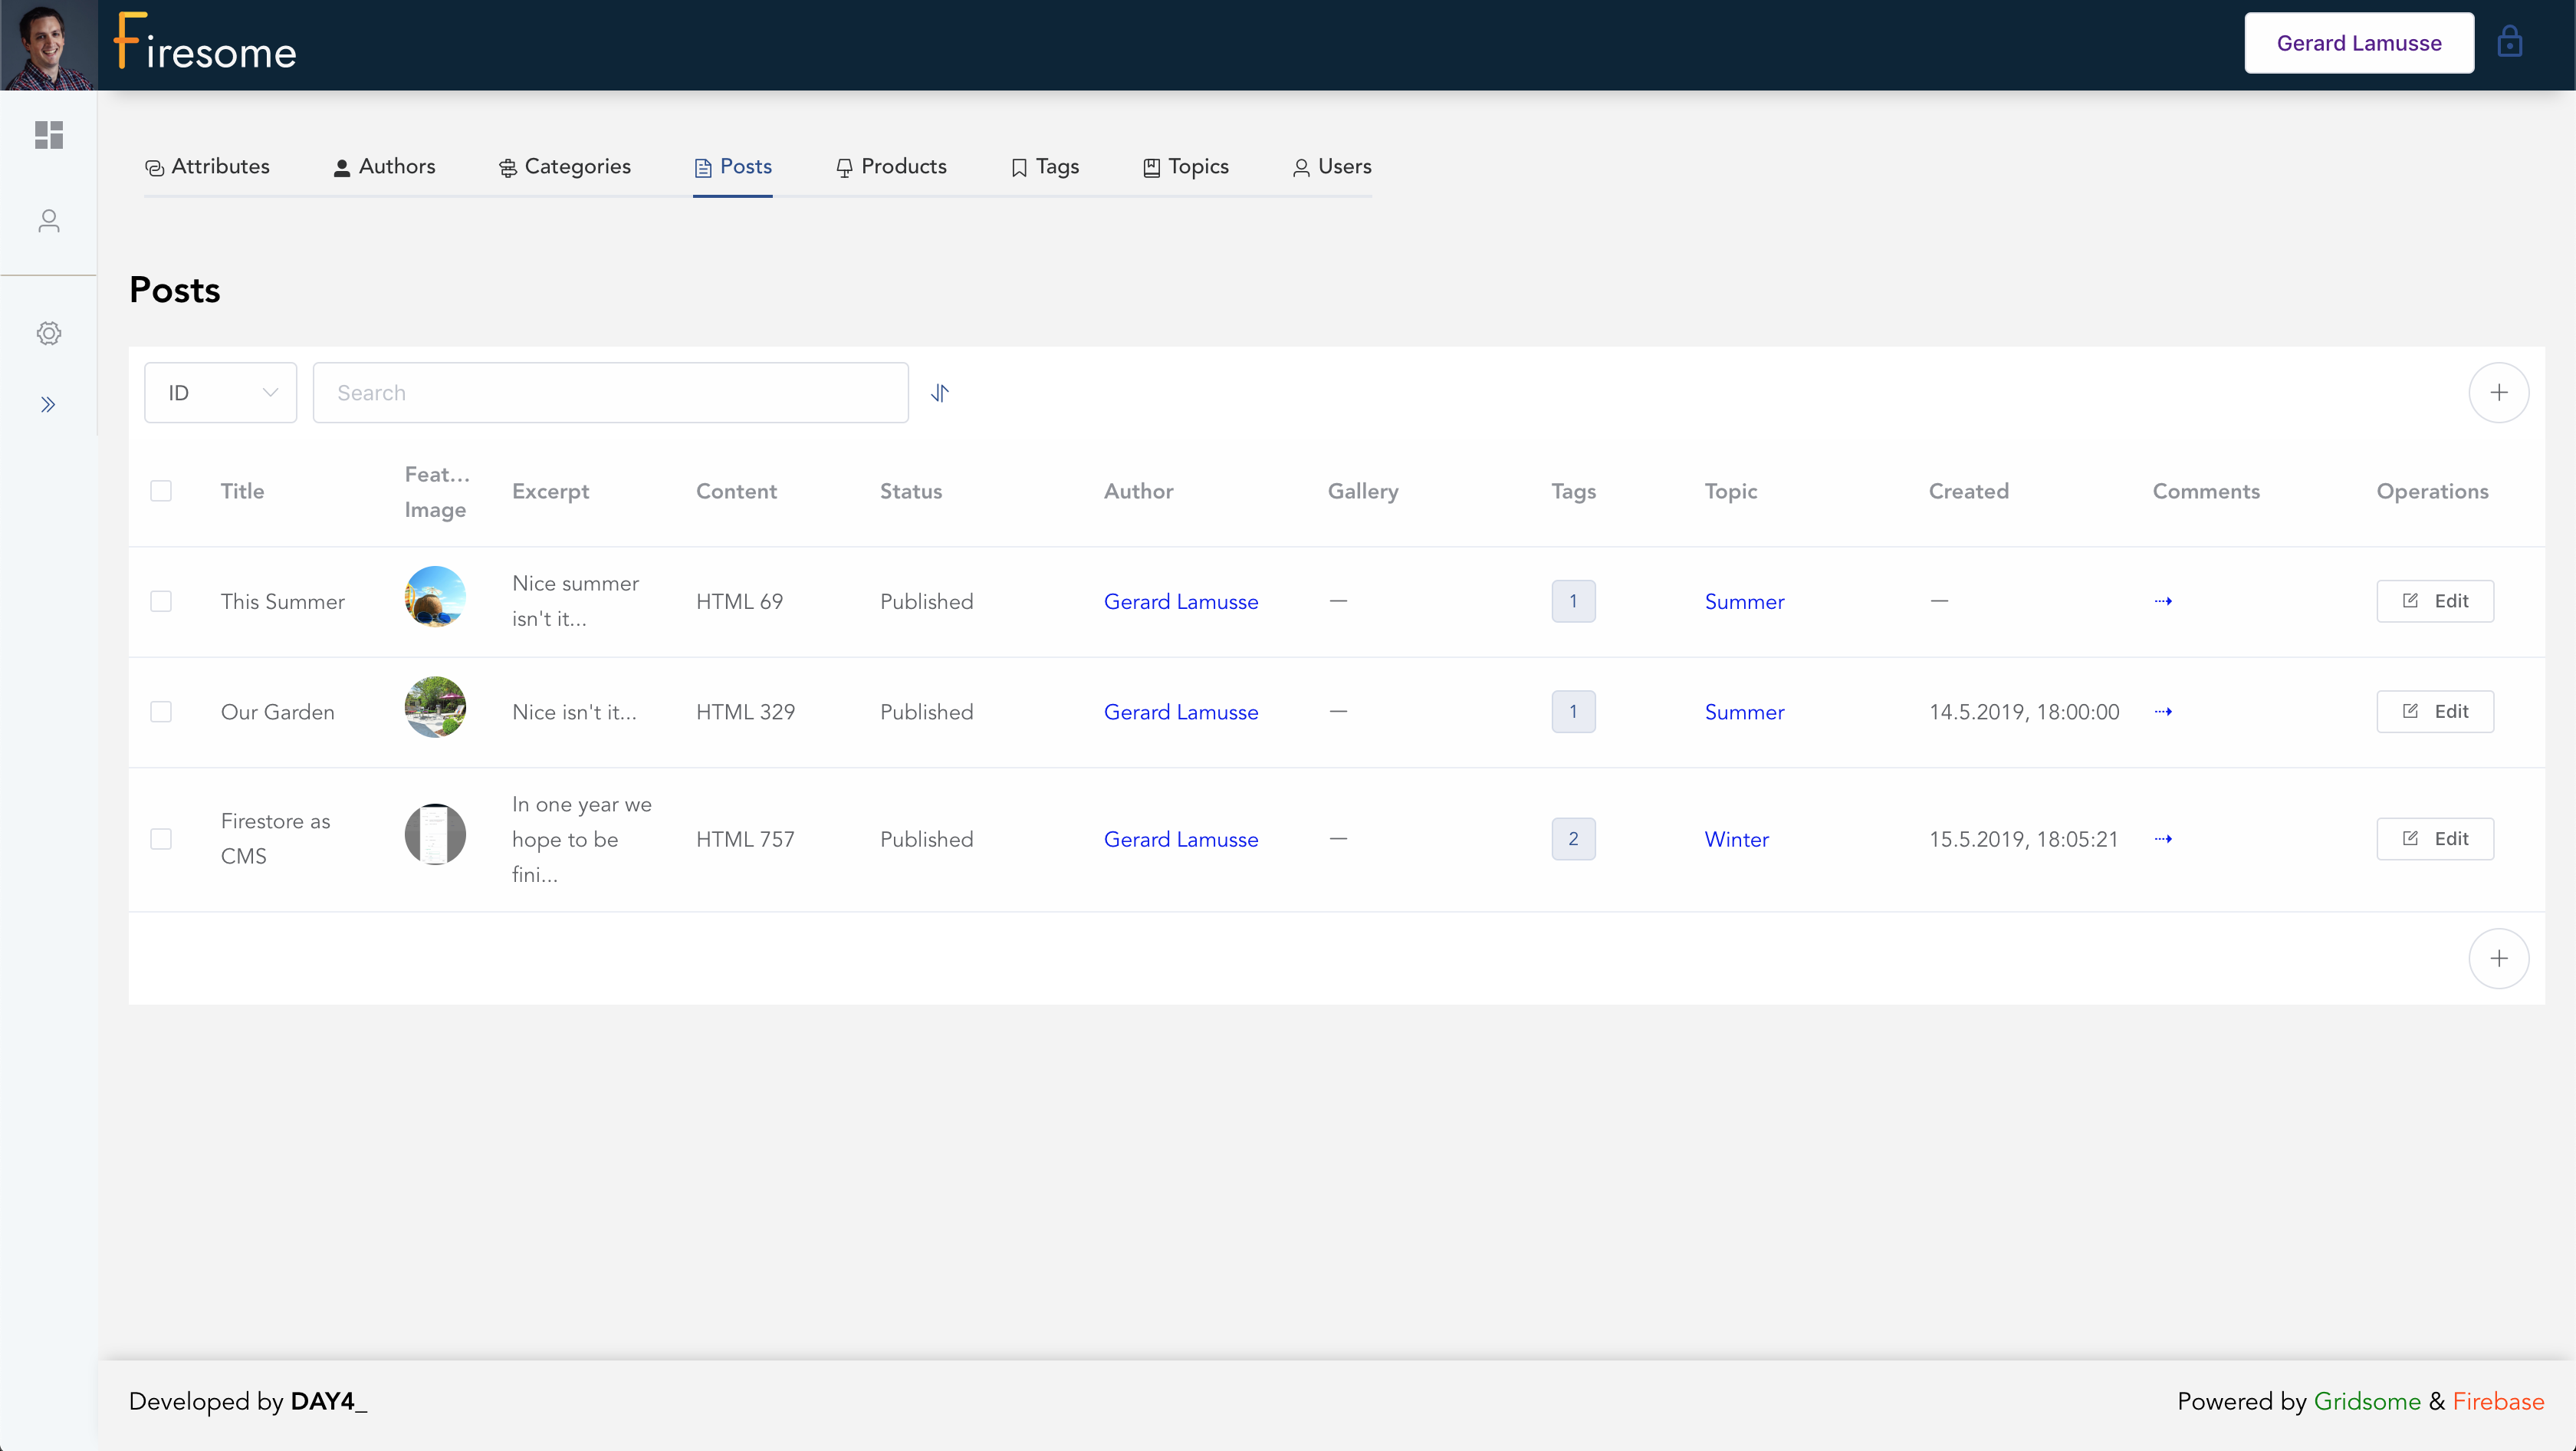 Firesome
Gerard Lamusse
Attributes Authors Categories Posts Products Tags Topics Users
Posts
ID Search
Title Feat... Image Excerpt Content Status Author Gallery Tags Topic Created Comments Operations
This Summer Nice summer isn't it... HTML 69 Published Gerard Lamusse — 1 Summer — Edit
Our Garden Nice isn't it... HTML 329 Published Gerard Lamusse — 1 Summer 14.5.2019, 18:00:00 Edit
Firestore as CMS In one year we hope to be fini... HTML 757 Published Gerard Lamusse — 2 Winter 15.5.2019, 18:05:21 Edit
Developed by DAY4_
Powered by Gridsome & Firebase